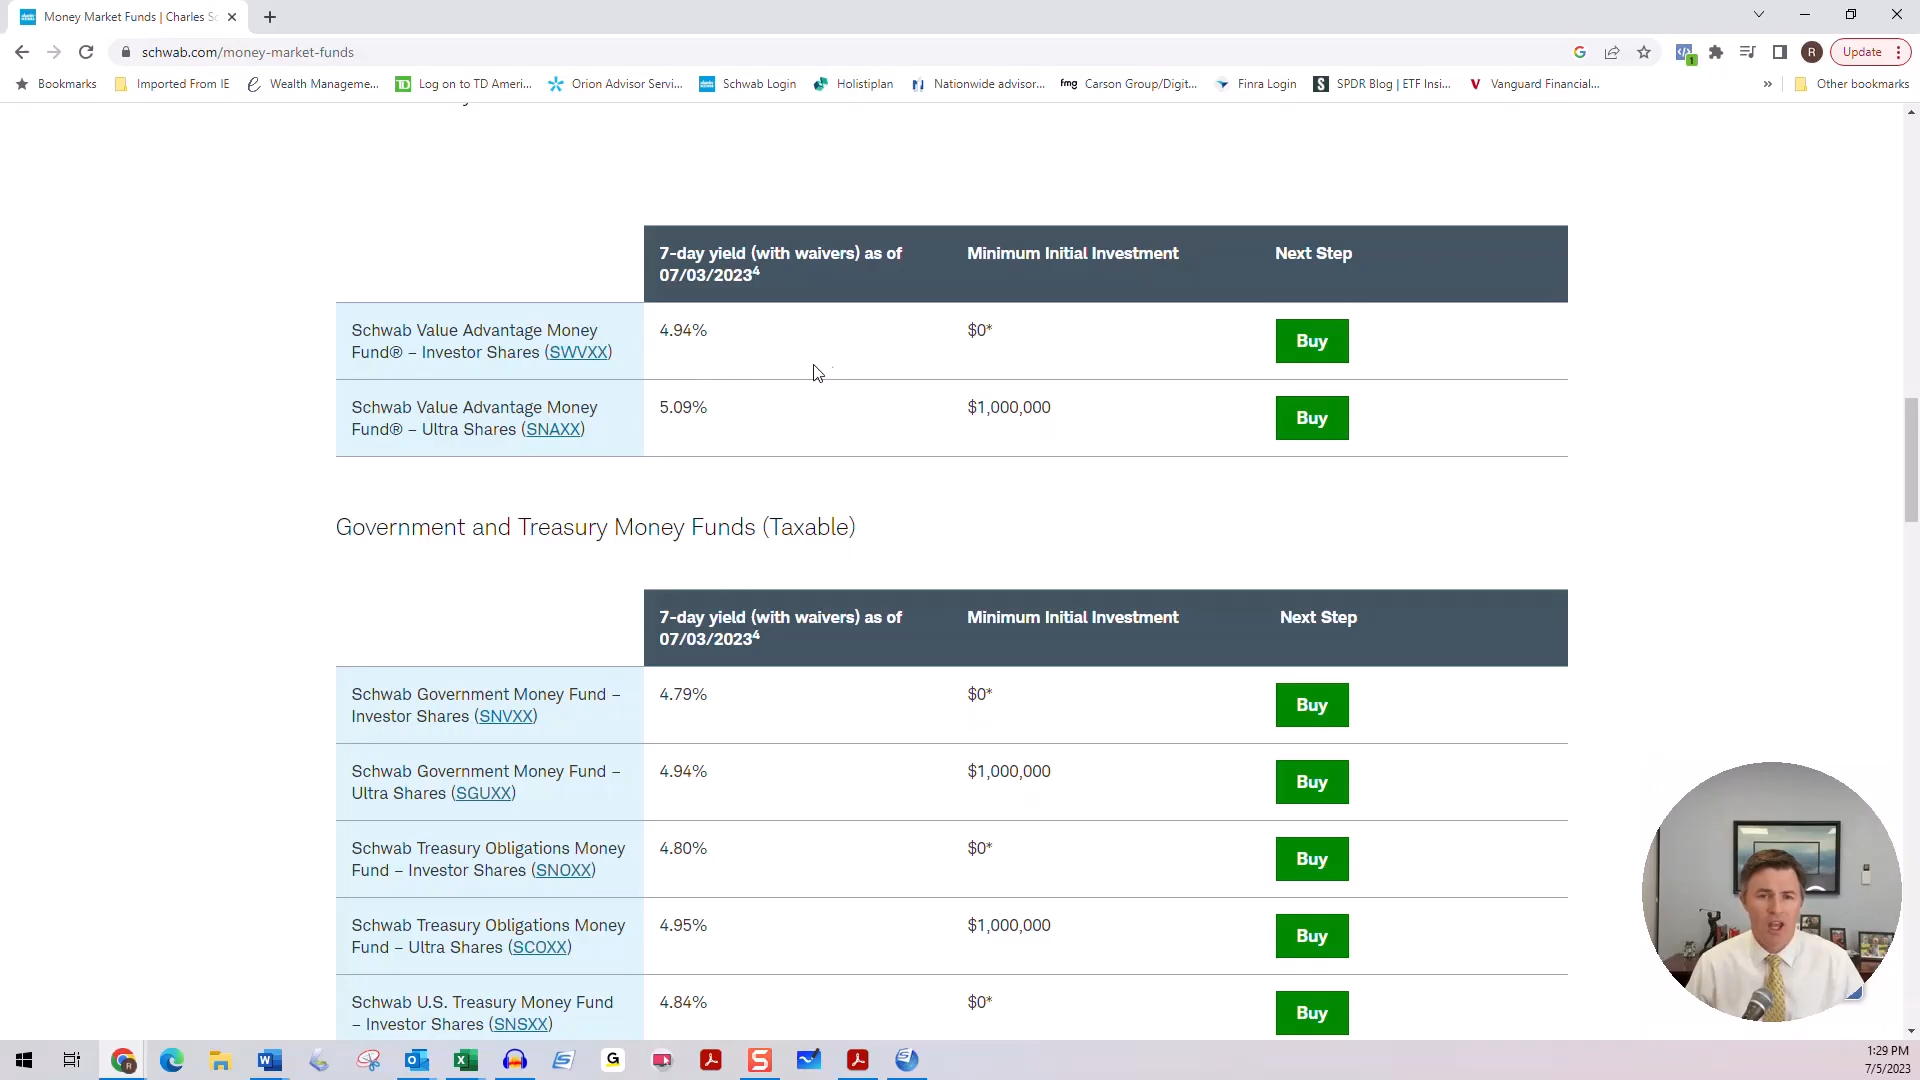 Money Market Funds | Charles Sc
schwab.com/money-market-funds
R
Update
1
Bookmarks
Imported From IE
Wealth Manageme...
Log on to TD Ameri...
Orion Advisor Servi...
Schwab Login
Holistiplan
Nationwide advisor...
fmg Carson Group/Digit...
Finra Login
SPDR Blog | ETF Insi...
Vanguard Financial...
»
Other bookmarks
7-day yield (with waivers) as of Minimum Initial Investment Next Step
07/03/2023⁴
Schwab Value Advantage Money 4.94% $0* Buy
Fund® – Investor Shares (SWVXX)
Schwab Value Advantage Money 5.09% $1,000,000 Buy
Fund® – Ultra Shares (SNAXX)
Government and Treasury Money Funds (Taxable)
7-day yield (with waivers) as of Minimum Initial Investment Next Step
07/03/2023⁴
Schwab Government Money Fund – 4.79% $0* Buy
Investor Shares (SNVXX)
Schwab Government Money Fund – 4.94% $1,000,000 Buy
Ultra Shares (SGUXX)
Schwab Treasury Obligations Money 4.80% $0* Buy
Fund – Investor Shares (SNOXX)
Schwab Treasury Obligations Money 4.95% $1,000,000 Buy
Fund – Ultra Shares (SCOXX)
Schwab U.S. Treasury Money Fund 4.84% $0* Buy
– Investor Shares (SNSXX)
1:29 PM
7/5/2023